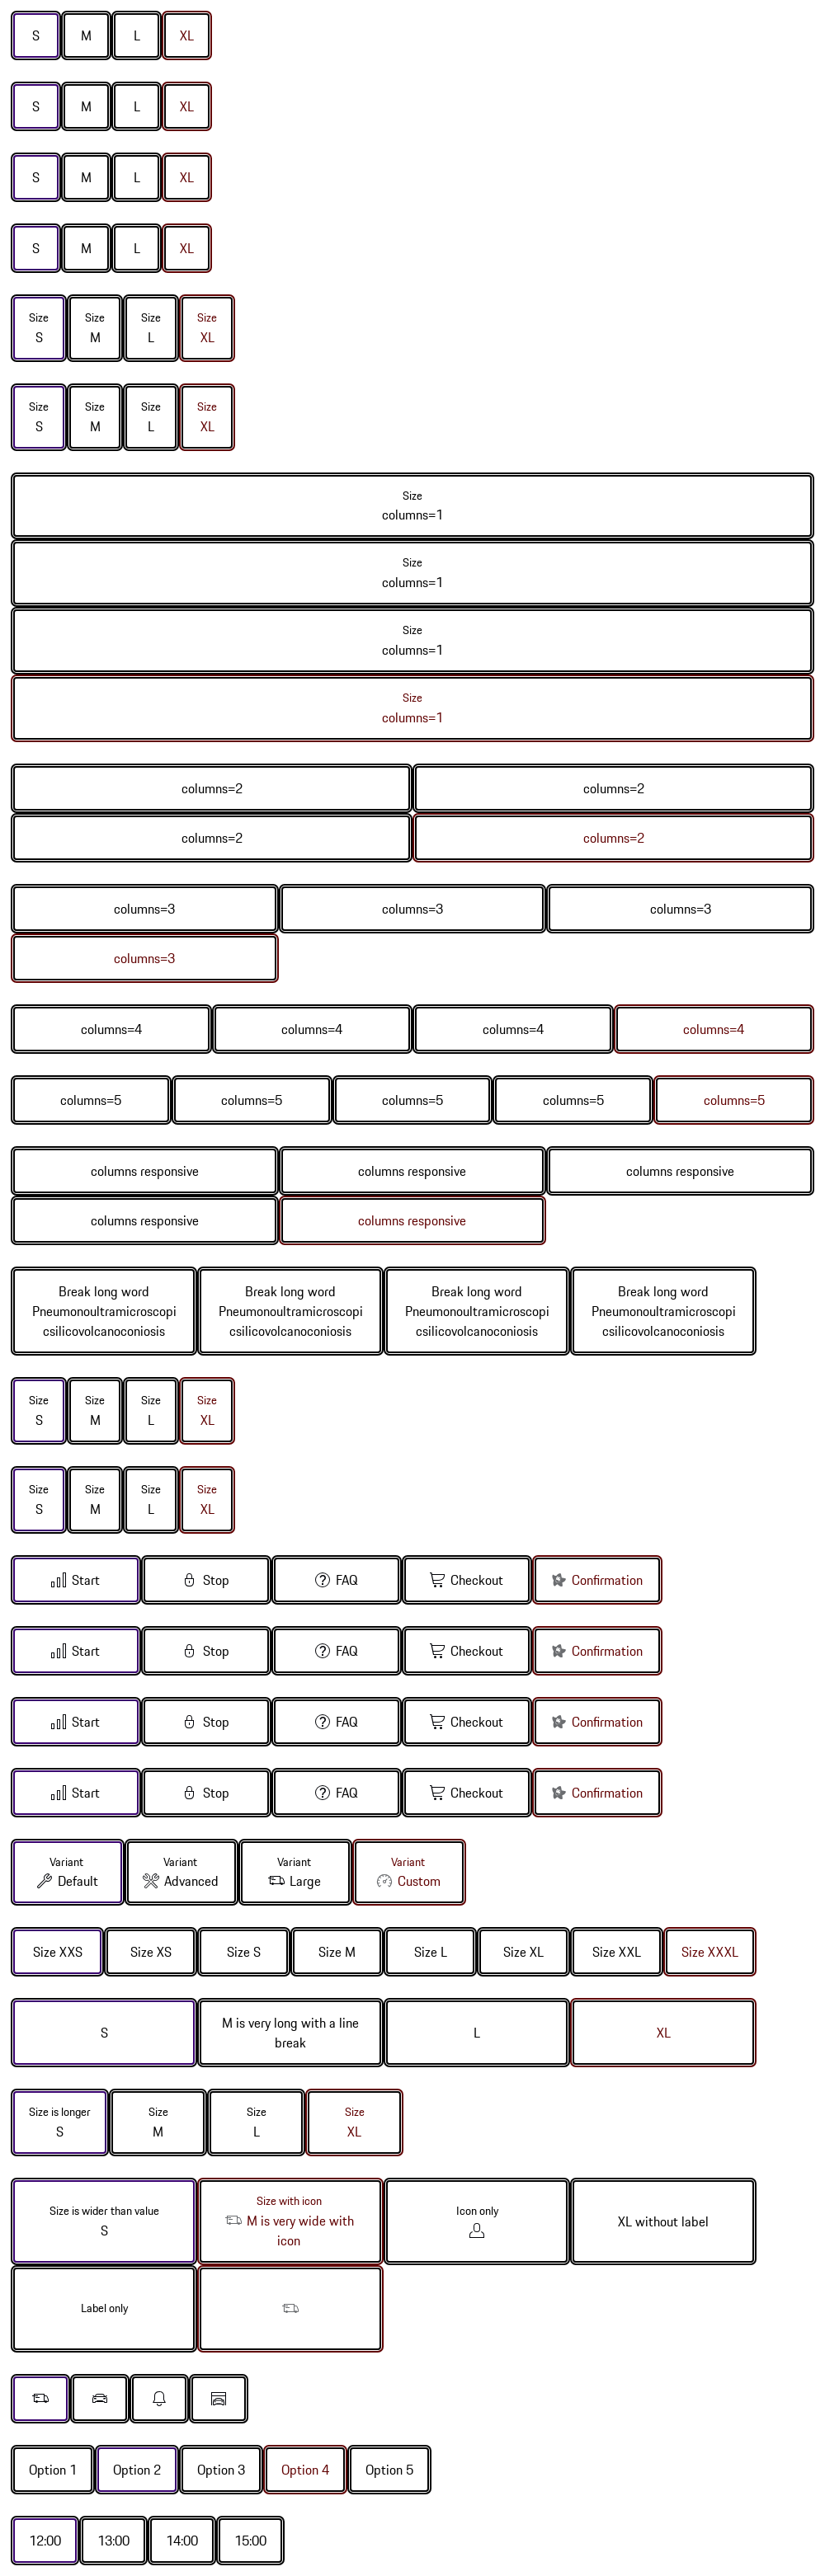 S M L XL
S M L XL
S M L XL
S M L XL
Size Size Size Size
S M L XL
Size Size Size Size
S M L XL
Size
columns=1
Size
columns=1
Size
columns=1
Size
columns=1
columns=2 columns=2
columns=2 columns=2
columns=3 columns=3 columns=3
columns=3
columns=4 columns=4 columns=4 columns=4
columns=5 columns=5 columns=5 columns=5 columns=5
columns responsive columns responsive columns responsive
columns responsive columns responsive
Break long word Break long word Break long word Break long word
Pneumonoultramicroscopi Pneumonoultramicroscopi Pneumonoultramicroscopi Pneumonoultramicroscopi
csilicovolcanoconiosis csilicovolcanoconiosis csilicovolcanoconiosis csilicovolcanoconiosis
Size Size Size Size
S M L XL
Size Size Size Size
S M L XL
Start Stop FAQ Checkout Confirmation
Start Stop FAQ Checkout Confirmation
Start Stop FAQ Checkout Confirmation
Start Stop FAQ Checkout Confirmation
Variant Variant Variant Variant
Default Advanced Large Custom
Size XXS Size XS Size S Size M Size L Size XL Size XXL Size XXXL
S
M is very long with a line
break
L
XL
Size is longer Size Size Size
S M L XL
Size is wider than value
S
Size with icon
M is very wide with
icon
Icon only
XL without label
Label only
Option 1 Option 2 Option 3 Option 4 Option 5
12:00 13:00 14:00 15:00